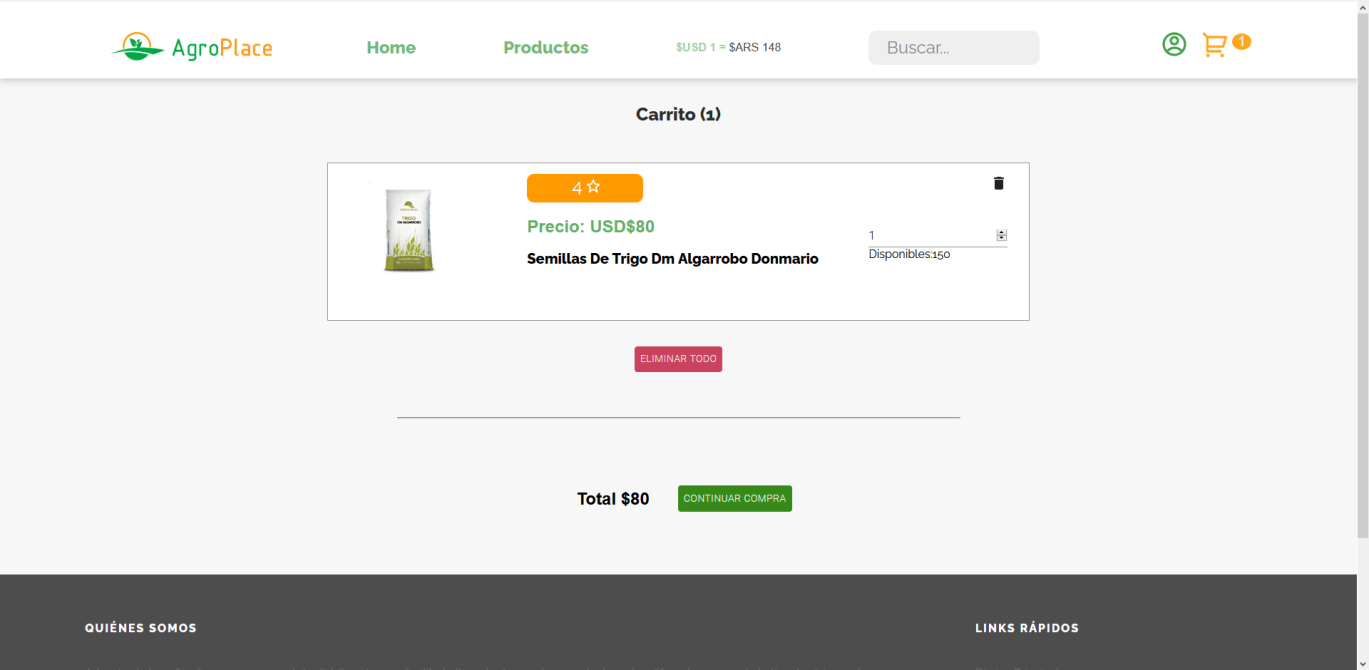 AgroPlace
Home
Productos
$USD 1 = $ARS 148
Buscar...
1
Carrito (1)
4
TRIGO
DM ALGARROBO
Precio: USD$80
Semillas De Trigo Dm Algarrobo Donmario
1
Disponibles:150
ELIMINAR TODO
Total $80
CONTINUAR COMPRA
QUIÉNES SOMOS
LINKS RÁPIDOS